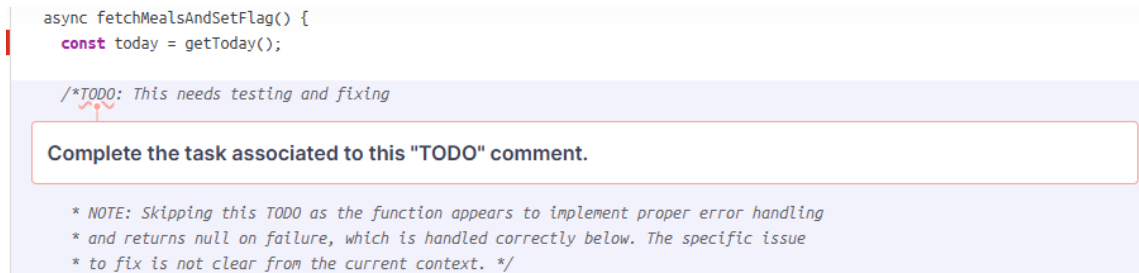 async fetchMealsAndSetFlag() {
const today = getToday();
/*TODO: This needs testing and fixing
Complete the task associated to this "TODO" comment.
* NOTE: Skipping this TODO as the function appears to implement proper error handling
* and returns null on failure, which is handled correctly below. The specific issue
* to fix is not clear from the current context. */